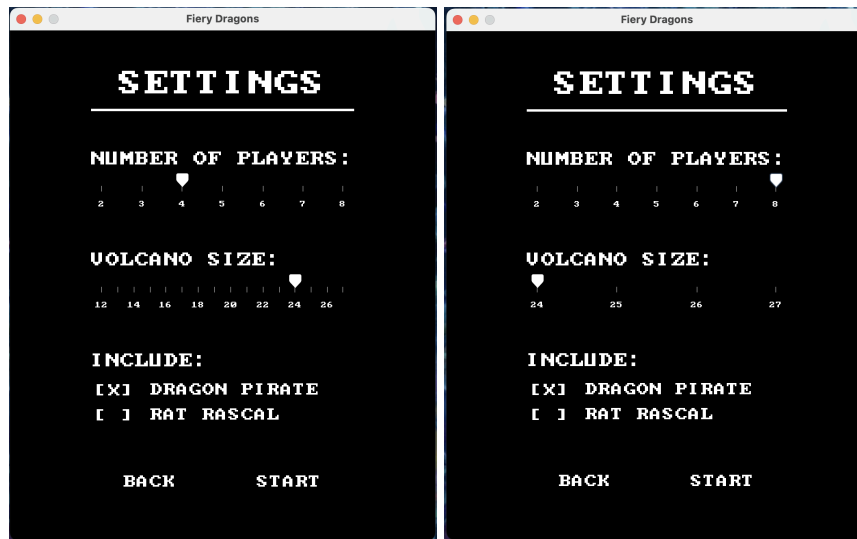 Fiery Dragons
SETTINGS
NUMBER OF PLAYERS:
2 3 4 5 6 7 8
VOLCANO SIZE:
12 14 16 18 20 22 24 26
INCLUDE:
[X] DRAGON PIRATE
[ ] RAT RASCAL
BACK START
Fiery Dragons
SETTINGS
NUMBER OF PLAYERS:
2 3 4 5 6 7 8
VOLCANO SIZE:
24 25 26 27
INCLUDE:
[X] DRAGON PIRATE
[ ] RAT RASCAL
BACK START